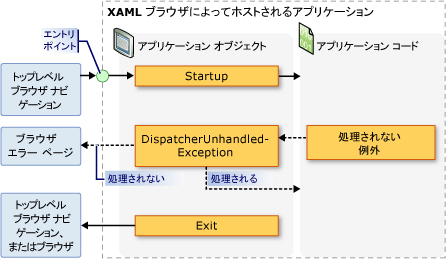 XAML ブラウザによってホストされるアプリケーション
エントリ
ポイント
アプリケーション オブジェクト
アプリケーション コード
トップレベル
ブラウザ ナビ
ゲーション
Startup
ブラウザ
エラー ページ
DispatcherUnhandled-
Exception
処理されない
例外
処理されない
処理される
トップレベル
ブラウザ ナビ
ゲーション、
またはブラウザ
Exit